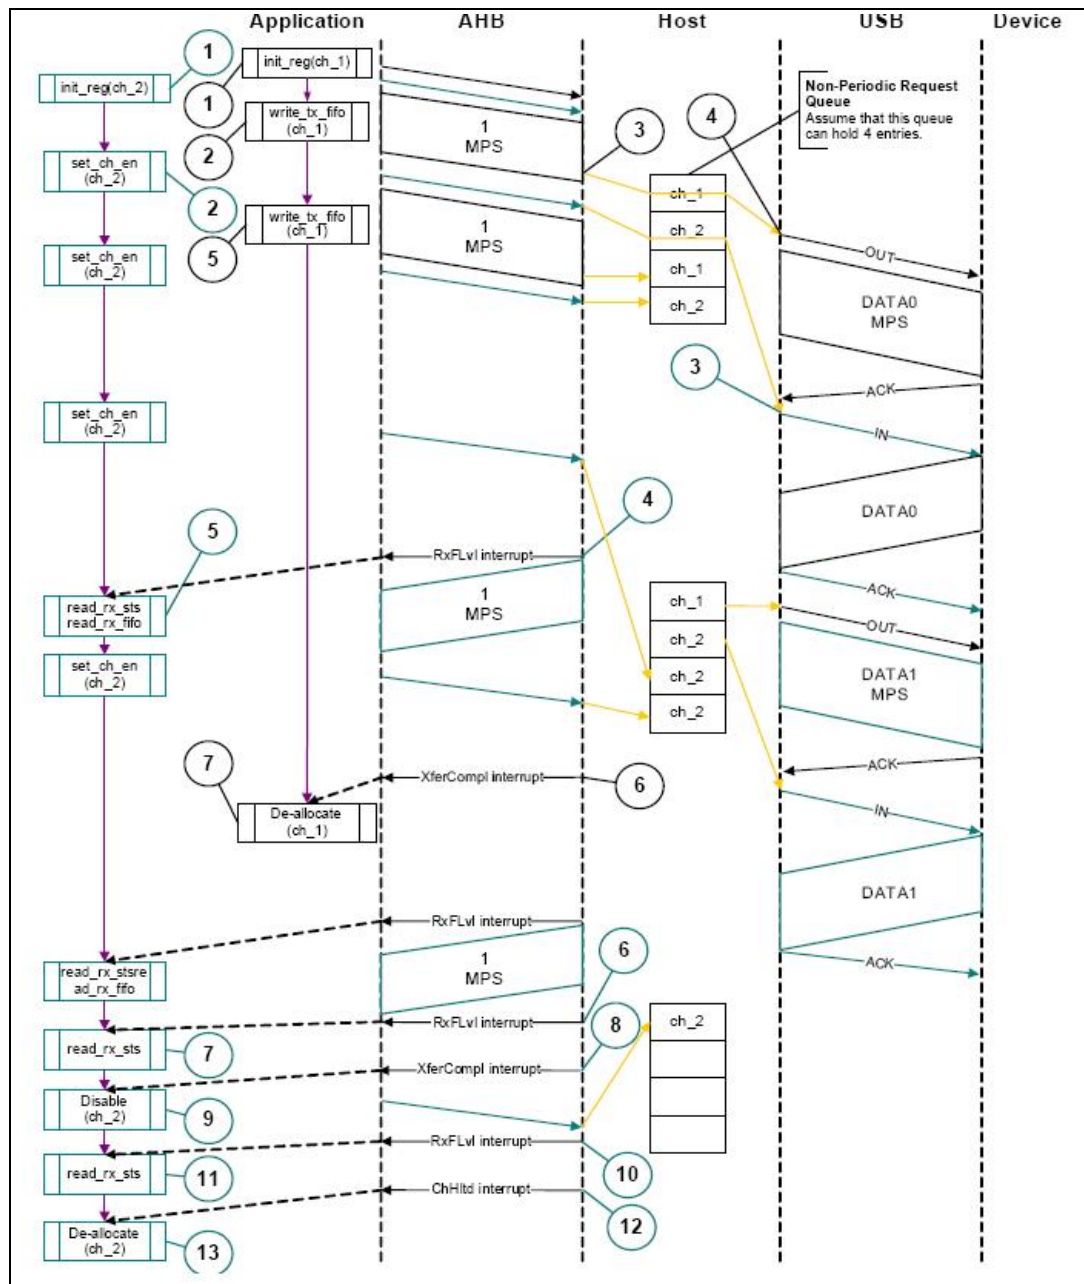 Application AHB Host USB Device
1
init_reg(ch_1)
init_reg(ch_2)
1
Non-Periodic Request
Queue
Assume that this queue
can hold 4 entries.
write_tx_fifo
(ch_1)
1
MPS
3
4
2
set_ch_en
(ch_2)
ch_1
2
write_tx_fifo
(ch_1)
1
MPS
ch_2
5
set_ch_en
(ch_2)
OUT
ch_1
ch_2
DATA0
MPS
3
ACK
set_ch_en
(ch_2)
IN
4
DATA0
5
RxFLvl interrupt
1
MPS
ACK
read_rx_sts
read_rx_fifo
ch_1
OUT
ch_2
set_ch_en
(ch_2)
ch_2
DATA1
MPS
ch_2
7
XferCompl interrupt
6
ACK
De-allocate
(ch_1)
IN
DATA1
RxFLvl interrupt
6
1
MPS
ACK
read_rx_stsre
ad_rx_fifo
RxFLvl interrupt
8
ch_2
read_rx_sts
7
XferCompl interrupt
Disable
(ch_2)
9
RxFLvl interrupt
10
read_rx_sts
11
ChHltd interrupt
12
De-allocate
(ch_2)
13